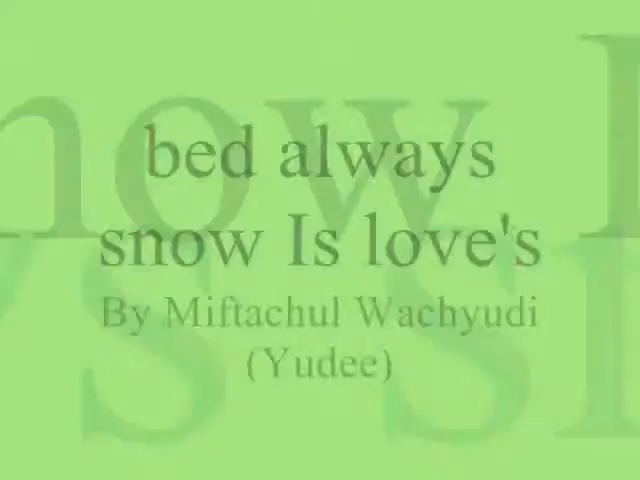 bed always
snow Is love's
By Miftachul Wachyudi
(Yudee)